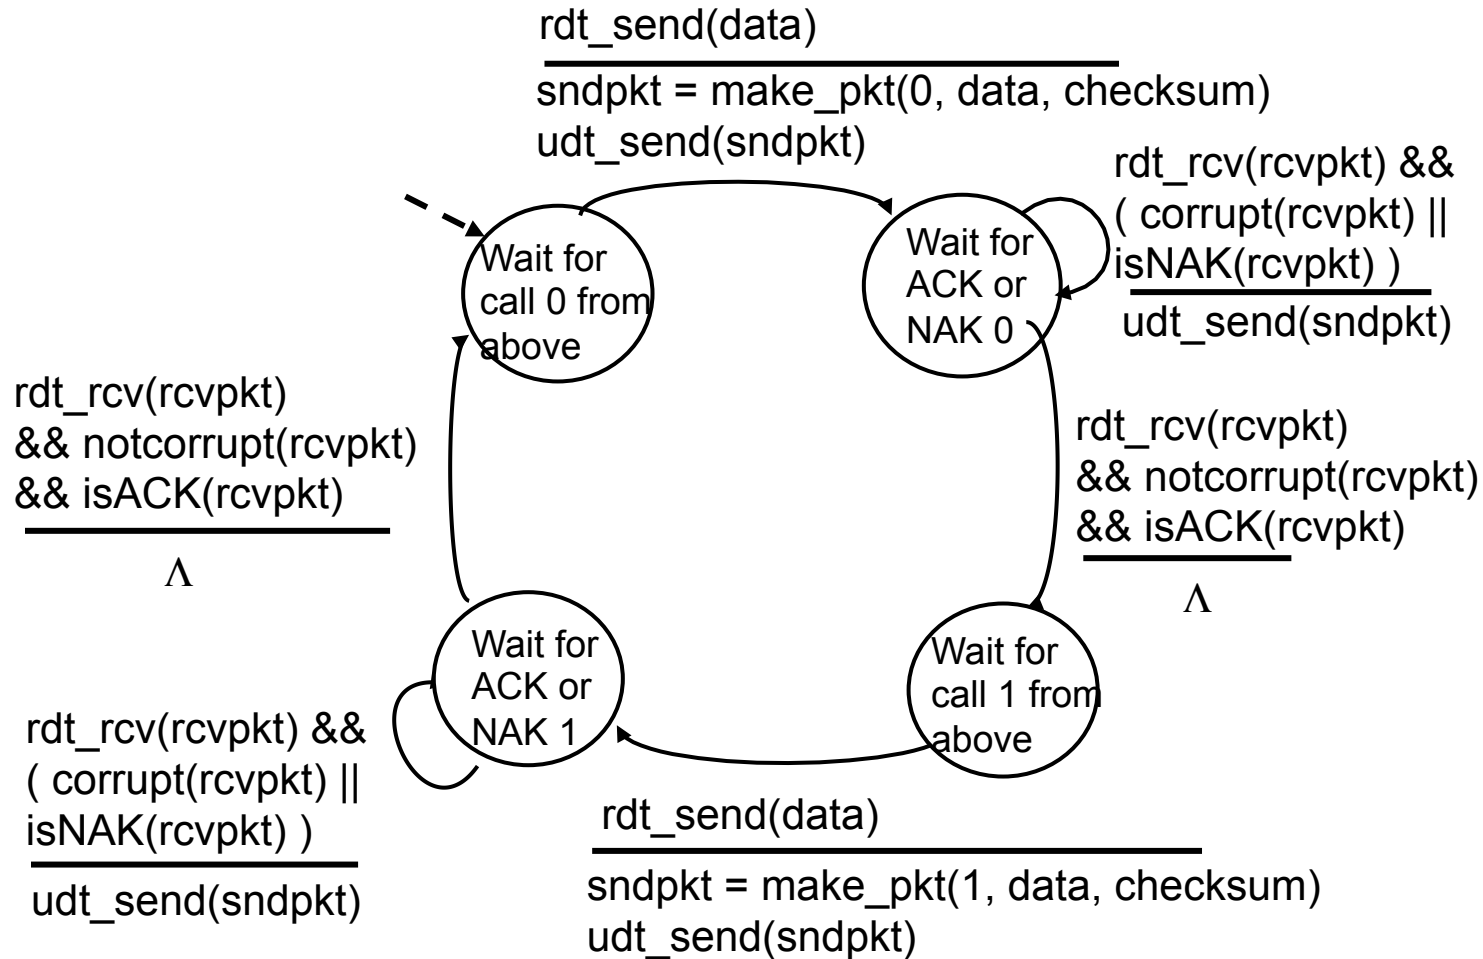 rdt_send(data)
sndpkt = make_pkt(0, data, checksum)
udt_send(sndpkt)
rdt_rcv(rcvpkt) &&
( corrupt(rcvpkt) ||
isNAK(rcvpkt) )
udt_send(sndpkt)
Wait for
call 0 from
above
Wait for
ACK or
NAK 0
rdt_rcv(rcvpkt)
&& notcorrupt(rcvpkt)
&& isACK(rcvpkt)
Λ
rdt_rcv(rcvpkt)
&& notcorrupt(rcvpkt)
&& isACK(rcvpkt)
Λ
Wait for
ACK or
NAK 1
Wait for
call 1 from
above
rdt_rcv(rcvpkt) &&
( corrupt(rcvpkt) ||
isNAK(rcvpkt) )
udt_send(sndpkt)
rdt_send(data)
sndpkt = make_pkt(1, data, checksum)
udt_send(sndpkt)